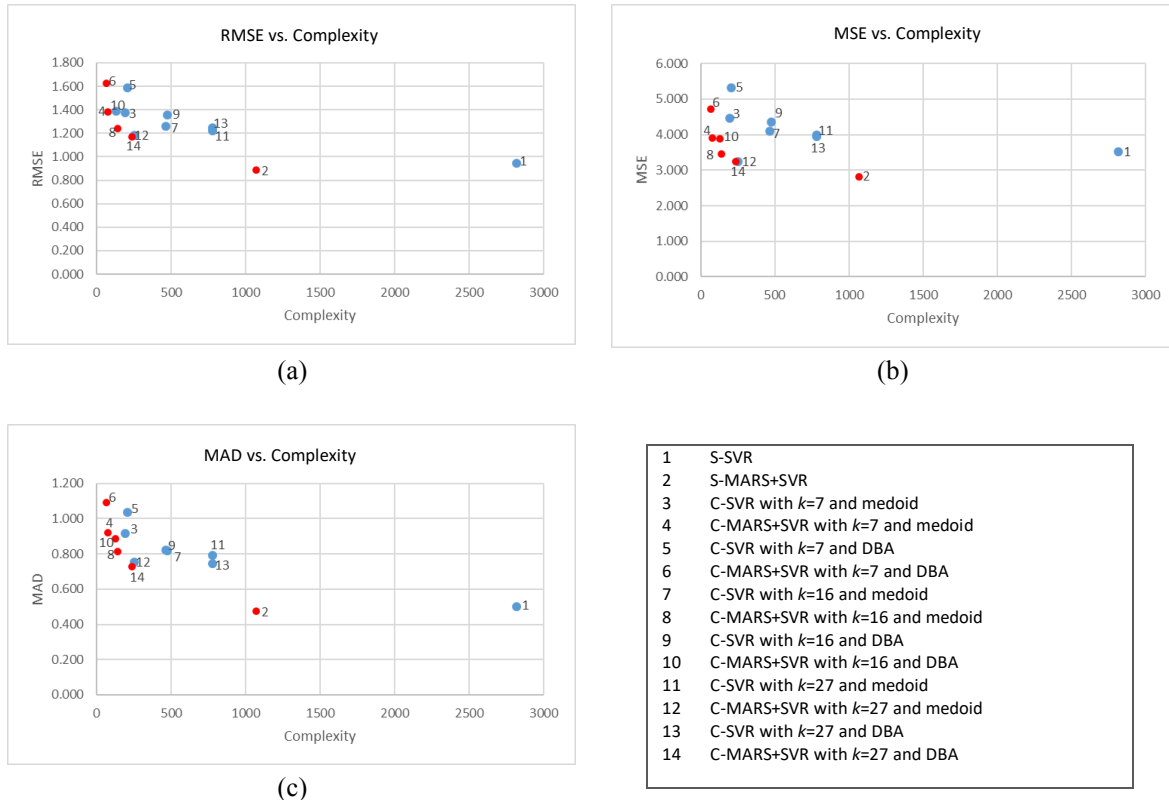 RMSE vs. Complexity
1.800
1.600
1.400
1.200
1.000
0.800
0.600
0.400
0.200
0.000
RMSE
6
5
10
4
3
9
8
12
7
13
11
14
2
1
0 500 1000 1500 2000 2500 3000
Complexity
(a)
MSE vs. Complexity
6.000
5.000
4.000
3.000
2.000
1.000
0.000
MSE
5
6
3
9
4
10
7
11
13
8
12
14
2
1
0 500 1000 1500 2000 2500 3000
Complexity
(b)
MAD vs. Complexity
1.200
1.000
0.800
0.600
0.400
0.200
0.000
MAD
6
5
4
3
10
9
11
8
7
12
13
14
2
1
0 500 1000 1500 2000 2500 3000
Complexity
(c)
1 S-SVR
2 S-MARS+SVR
3 C-SVR with k=7 and medoid
4 C-MARS+SVR with k=7 and medoid
5 C-SVR with k=7 and DBA
6 C-MARS+SVR with k=7 and DBA
7 C-SVR with k=16 and medoid
8 C-MARS+SVR with k=16 and medoid
9 C-SVR with k=16 and DBA
10 C-MARS+SVR with k=16 and DBA
11 C-SVR with k=27 and medoid
12 C-MARS+SVR with k=27 and medoid
13 C-SVR with k=27 and DBA
14 C-MARS+SVR with k=27 and DBA